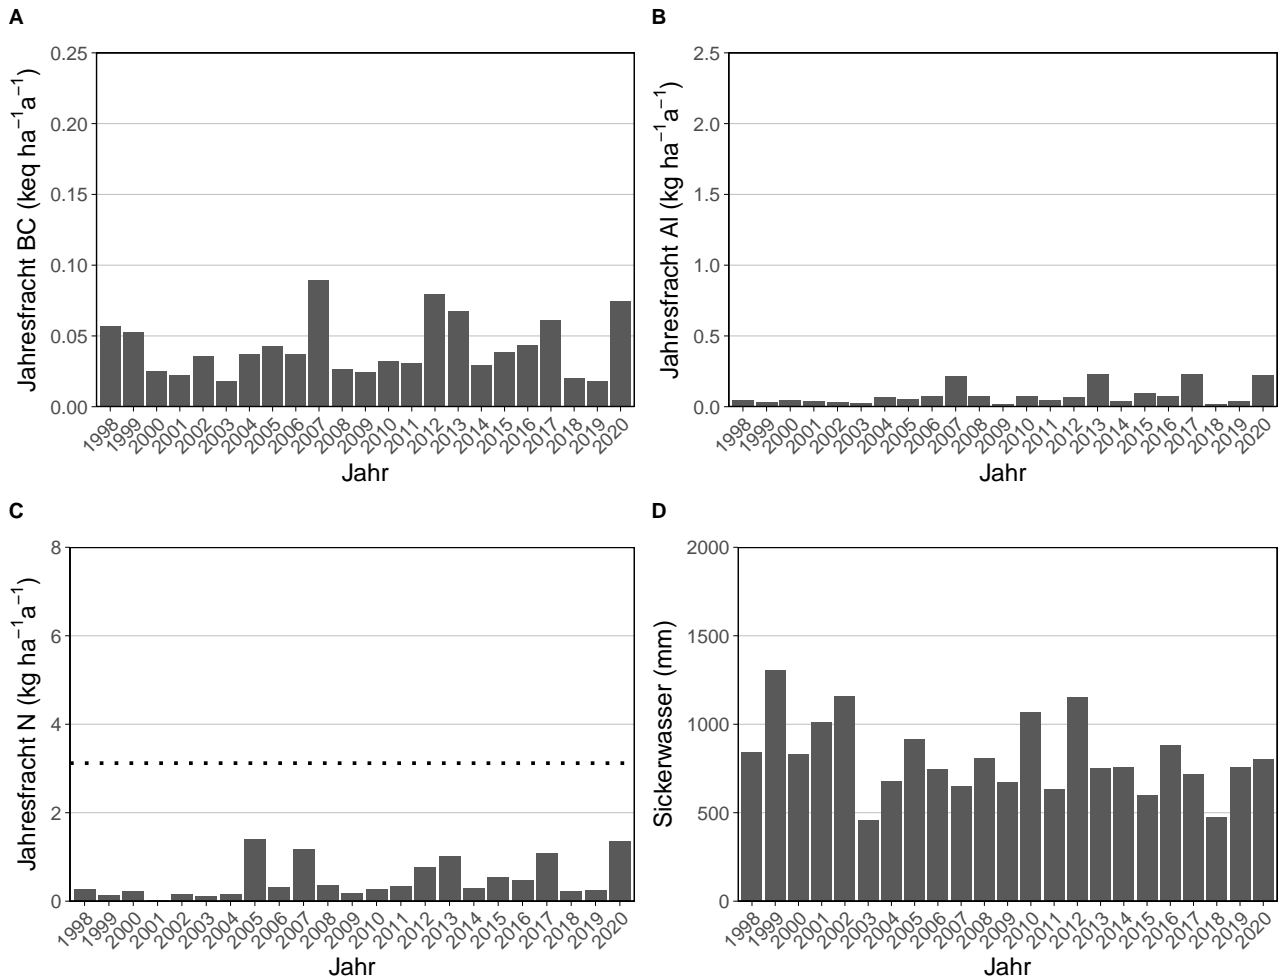 A
Jahresfracht BC (keq ha⁻¹a⁻¹)
0.25
0.20
0.15
0.10
0.05
0.00
1998 1999 2000 2001 2002 2003 2004 2005 2006 2007 2008 2009 2010 2011 2012 2013 2014 2015 2016 2017 2018 2019 2020
Jahr
B
Jahresfracht Al (kg ha⁻¹a⁻¹)
2.5
2.0
1.5
1.0
0.5
0.0
1998 1999 2000 2001 2002 2003 2004 2005 2006 2007 2008 2009 2010 2011 2012 2013 2014 2015 2016 2017 2018 2019 2020
Jahr
C
Jahresfracht N (kg ha⁻¹a⁻¹)
8
6
4
2
0
1998 1999 2000 2001 2002 2003 2004 2005 2006 2007 2008 2009 2010 2011 2012 2013 2014 2015 2016 2017 2018 2019 2020
Jahr
D
Sickerwasser (mm)
2000
1500
1000
500
0
1998 1999 2000 2001 2002 2003 2004 2005 2006 2007 2008 2009 2010 2011 2012 2013 2014 2015 2016 2017 2018 2019 2020
Jahr